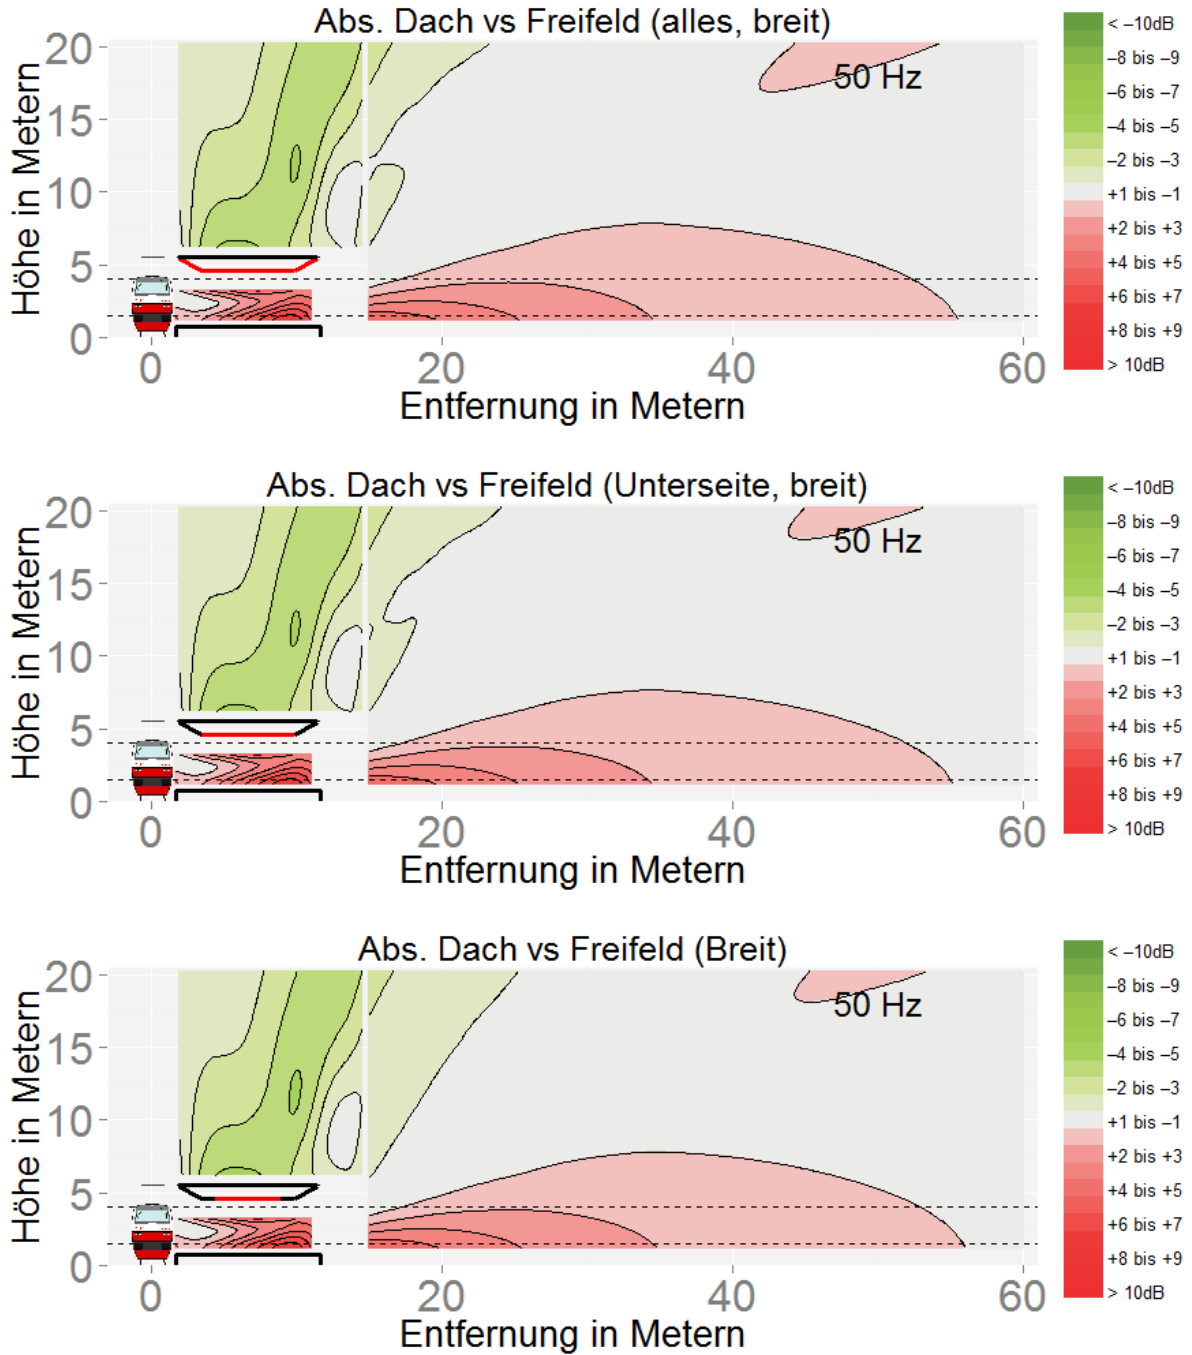 Abs. Dach vs Freifeld (alles, breit)
50 Hz
Höhe in Metern
20
15
10
5
0
0 20 40 60
Entfernung in Metern
< –10dB
–8 bis –9
–6 bis –7
–4 bis –5
–2 bis –3
+1 bis –1
+2 bis +3
+4 bis +5
+6 bis +7
+8 bis +9
> 10dB
Abs. Dach vs Freifeld (Unterseite, breit)
50 Hz
Höhe in Metern
20
15
10
5
0
0 20 40 60
Entfernung in Metern
< –10dB
–8 bis –9
–6 bis –7
–4 bis –5
–2 bis –3
+1 bis –1
+2 bis +3
+4 bis +5
+6 bis +7
+8 bis +9
> 10dB
Abs. Dach vs Freifeld (Breit)
50 Hz
Höhe in Metern
20
15
10
5
0
0 20 40 60
Entfernung in Metern
< –10dB
–8 bis –9
–6 bis –7
–4 bis –5
–2 bis –3
+1 bis –1
+2 bis +3
+4 bis +5
+6 bis +7
+8 bis +9
> 10dB